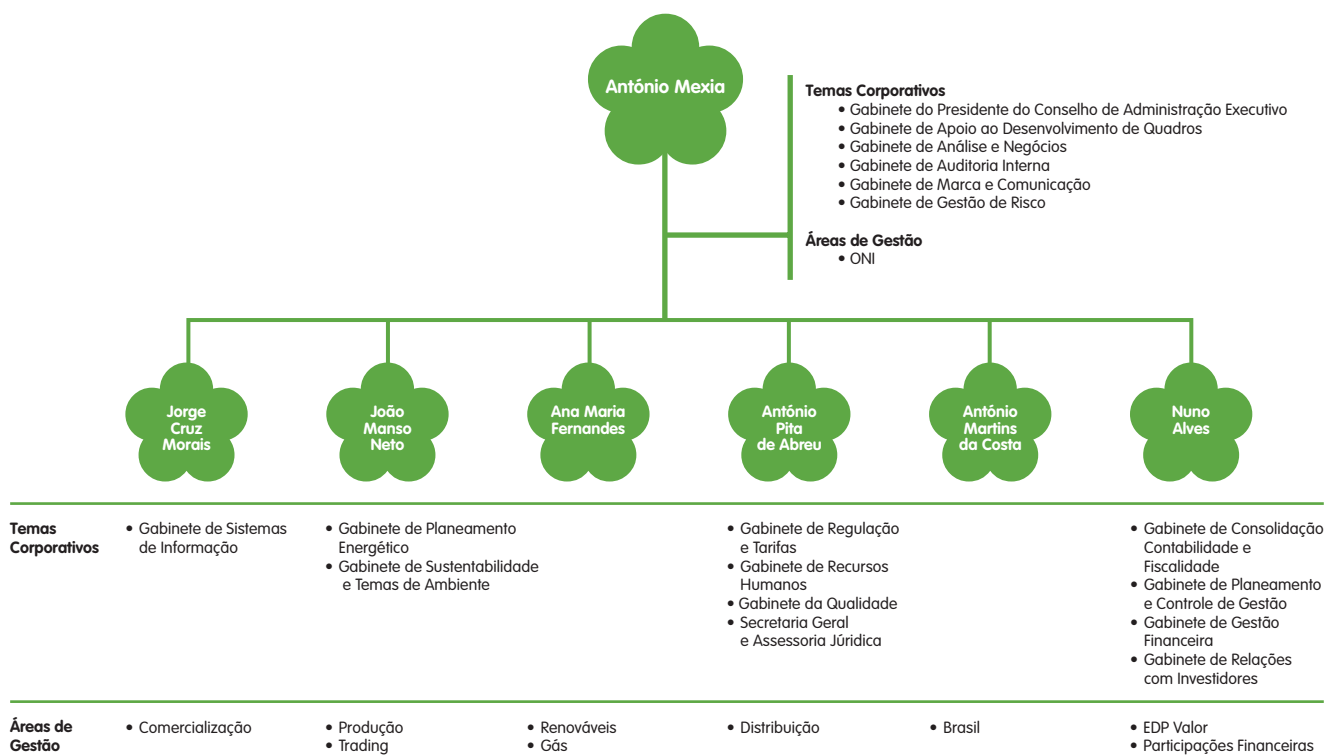 António Mexia
Temas Corporativos
• Gabinete do Presidente do Conselho de Administração Executivo
• Gabinete de Apoio ao Desenvolvimento de Quadros
• Gabinete de Análise e Negócios
• Gabinete de Auditoria Interna
• Gabinete de Marca e Comunicação
• Gabinete de Gestão de Risco
Áreas de Gestão
• ONI
Jorge
Cruz
Morais
João
Manso
Neto
Ana Maria
Fernandes
António
Pita
de Abreu
António
Martins
da Costa
Nuno
Alves
Temas
Corporativos
• Gabinete de Sistemas
de Informação
• Gabinete de Planeamento
Energético
• Gabinete de Sustentabilidade
e Temas de Ambiente
• Gabinete de Regulação
e Tarifas
• Gabinete de Recursos
Humanos
• Gabinete da Qualidade
• Secretaria Geral
e Assessoria Júridica
• Gabinete de Consolidação
Contabilidade e
Fiscalidade
• Gabinete de Planeamento
e Controle de Gestão
• Gabinete de Gestão
Financeira
• Gabinete de Relações
com Investidores
Áreas de
Gestão
• Comercialização
• Produção
• Trading
• Renováveis
• Gás
• Distribuição
• Brasil
• EDP Valor
• Participações Financeiras